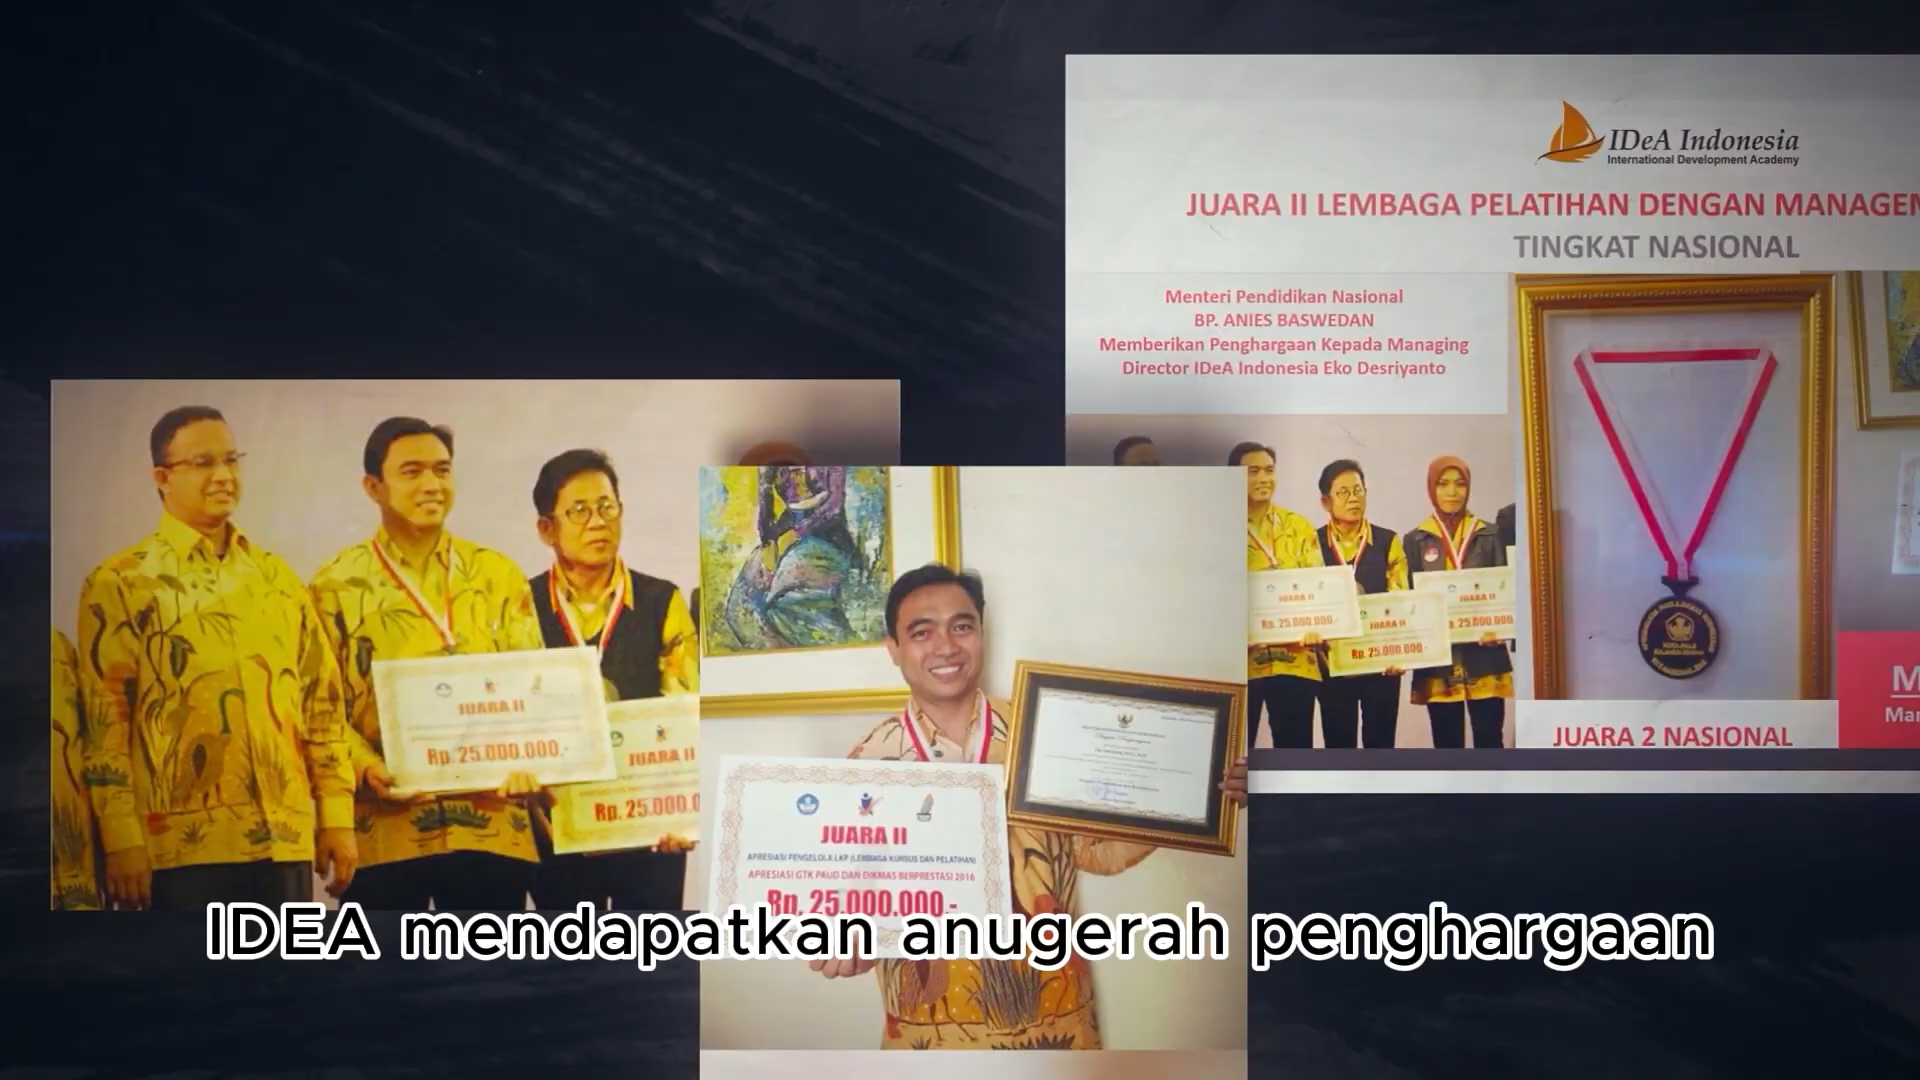 IDeA Indonesia
International Development Academy
JUARA II LEMBAGA PELATIHAN DENGAN MANAGEM
TINGKAT NASIONAL
Menteri Pendidikan Nasional
BP. ANIES BASWEDAN
Memberikan Penghargaan Kepada Managing
Director IDeA Indonesia Eko Desriyanto
JUARA II
Rp. 25.000.000,-
JUARA II
Rp. 25.000.0
JUARA II
Rp. 25.000.000,-
JUARA II
Rp. 25.000.000,-
JUARA II
p. 25.000.000
JUARA 2 NASIONAL
M
Mar
JUARA II
APRESIASI PENGELOLA LKP (LEMBAGA KURSUS DAN PELATIHAN)
APRESIASI GTK PAUD DAN DIKMAS BERPRESTASI 2016
Rp. 25.000.000,-
IDEA mendapatkan anugerah penghargaan